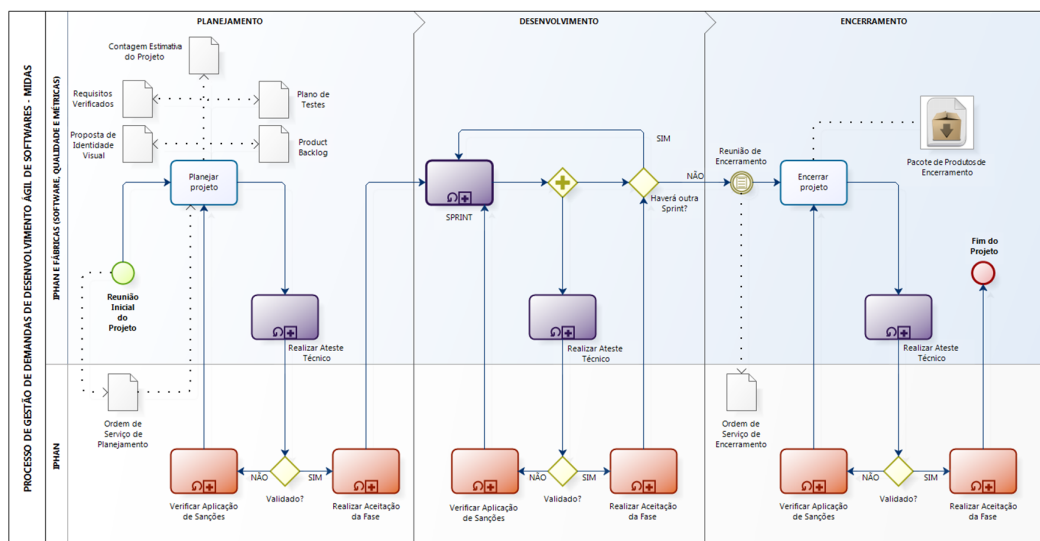 PROCESSO DE GESTÃO DE DEMANDAS DE DESENVOLVIMENTO ÁGIL DE SOFTWARES - MIDAS
IPHAN E FÁBRICAS (SOFTWARE, QUALIDADE E MÉTRICAS)
IPHAN
PLANEJAMENTO
DESENVOLVIMENTO
ENCERRAMENTO
Contagem Estimativa
do Projeto
Requisitos
Verificados
Plano de
Testes
Proposta de
Identidade
Visual
Product
Backlog
Planejar
projeto
Reunião
Inicial
do
Projeto
Realizar Ateste
Técnico
Ordem de
Serviço de
Planejamento
Verificar Aplicação
de Sanções
NÃO
SIM
Validado?
Realizar Aceitação
da Fase
SPRINT
SIM
NÃO
Haverá outra
Sprint?
Realizar Ateste
Técnico
Verificar Aplicação
de Sanções
NÃO
SIM
Validado?
Realizar Aceitação
da Fase
Reunião de
Encerramento
Encerrar
projeto
Pacote de Produtos de
Encerramento
Fim do
Projeto
Realizar Ateste
Técnico
Ordem de
Serviço de
Encerramento
Verificar Aplicação
de Sanções
NÃO
SIM
Validado?
Realizar Aceitação
da Fase